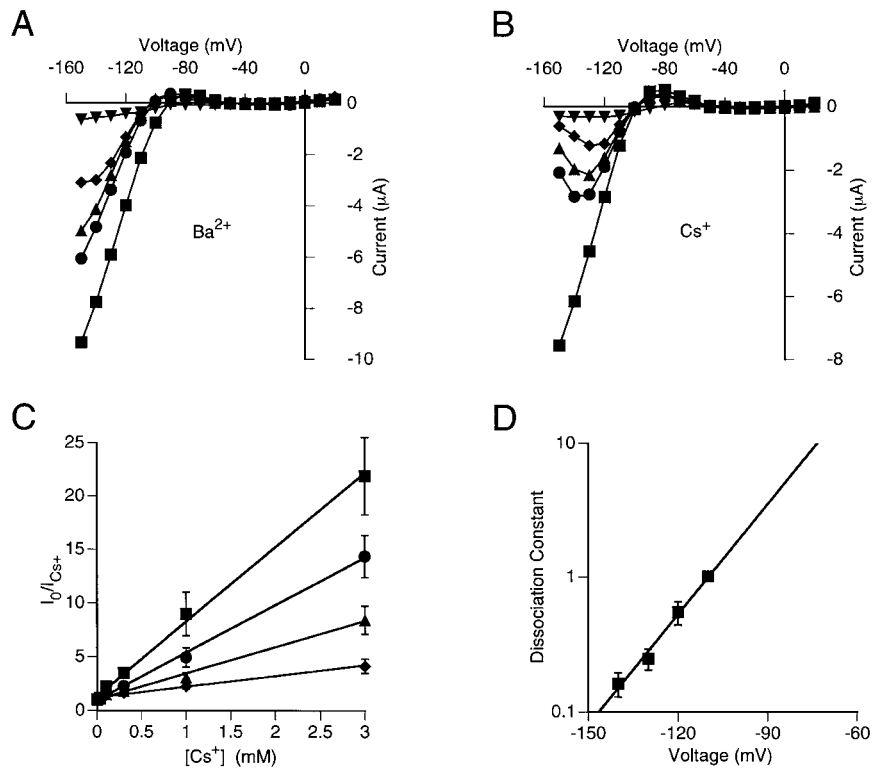 A
B
Voltage (mV)
-160 -120 -80 -40 0
0
-2
-4
-6
-8
-10
Current (µA)
Ba2+
Voltage (mV)
-160 -120 -80 -40 0
0
-2
-4
-6
-8
Current (µA)
Cs+
C
D
25
20
15
10
5
0
I0/ICs+
0 0.5 1 1.5 2 2.5 3
[Cs+] (mM)
10
1
0.1
Dissociation Constant
-150 -120 -90 -60
Voltage (mV)